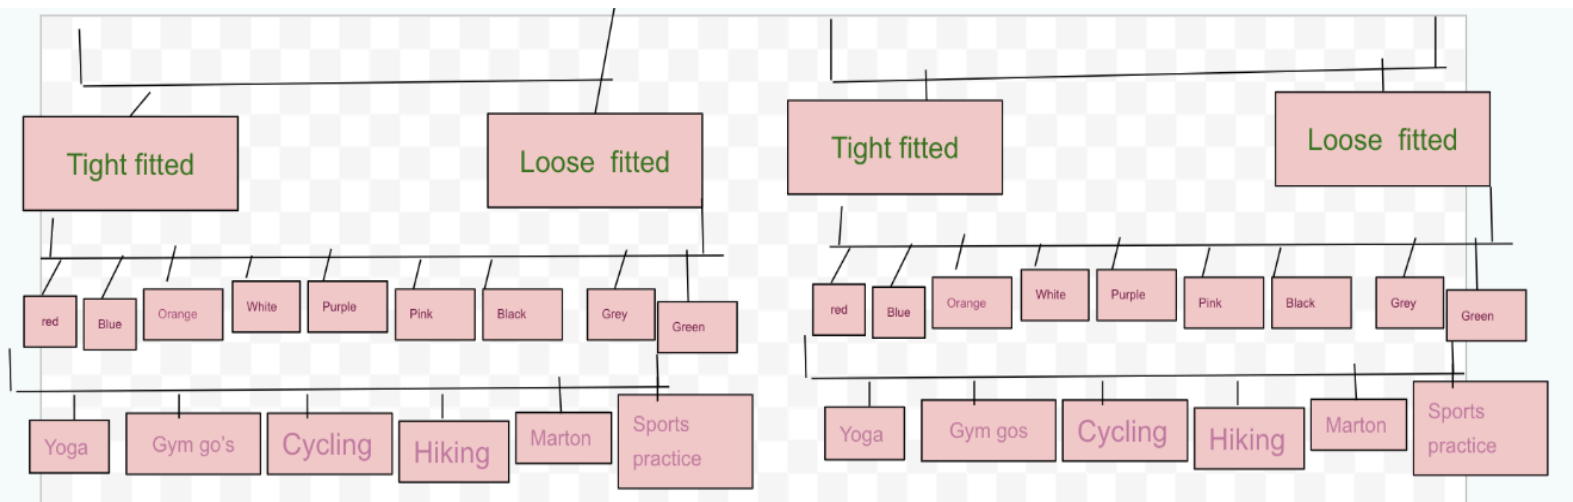 Tight fitted
Loose fitted
Tight fitted
Loose fitted
red
Blue
Orange
White
Purple
Pink
Black
Grey
Green
red
Blue
Orange
White
Purple
Pink
Black
Grey
Green
Yoga
Gym go's
Cycling
Hiking
Marton
Sports
practice
Yoga
Gym gos
Cycling
Hiking
Marton
Sports
practice